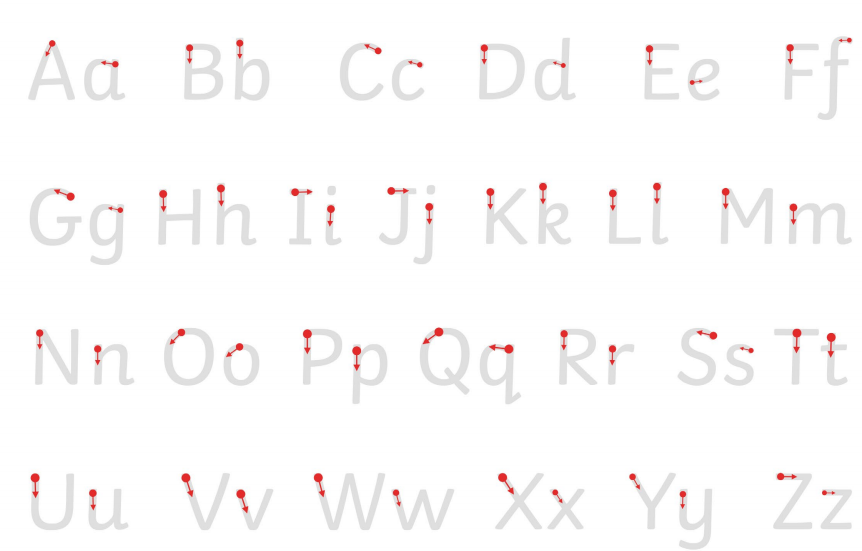 Aa Bb Cc Dd Ee Ff
Gg Hh Ii Jj Kk Ll Mm
Nn Oo Pp Qq Rr Ss Tt
Uu Vv Ww Xx Yy Zz